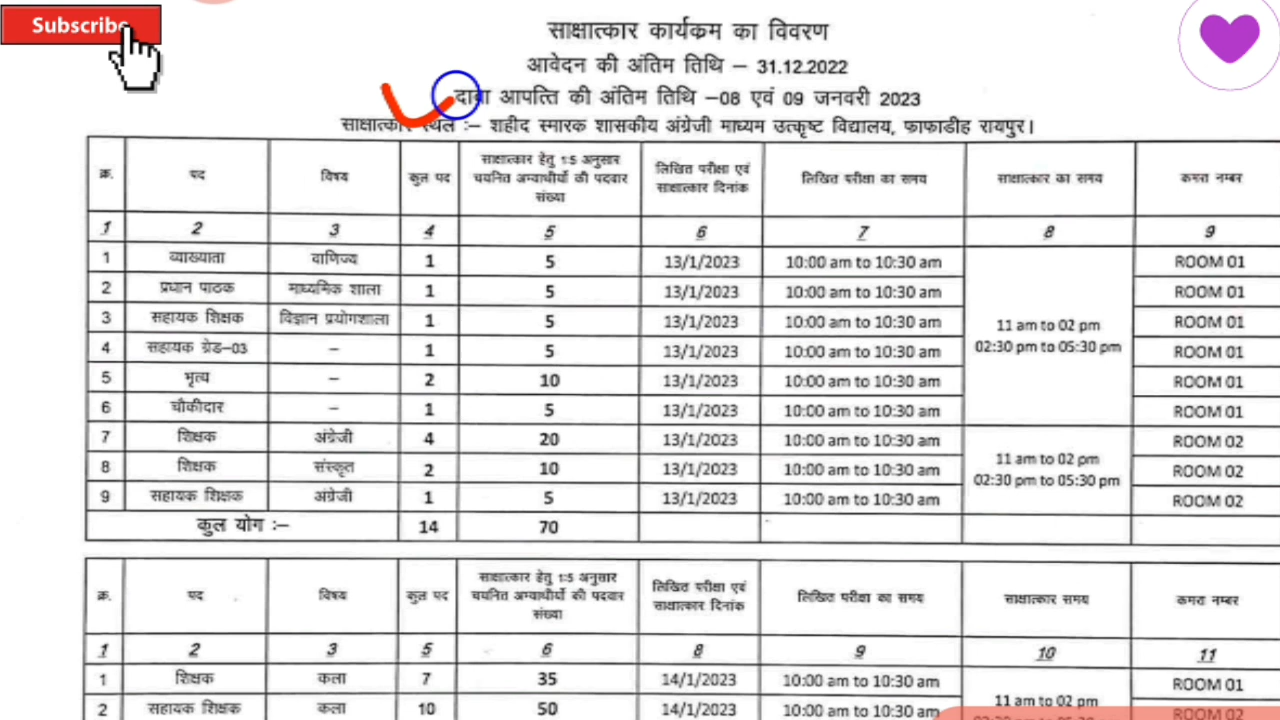 Subscribe
साक्षात्कार कार्यक्रम का विवरण
आवेदन की अंतिम तिथि – 31.12.2022
दावा आपत्ति की अंतिम तिथि –08 एवं 09 जनवरी 2023
साक्षात्कार स्थल :– शहीद स्मारक शासकीय अंग्रेजी माध्यम उत्कृष्ट विद्यालय, फाफाडीह रायपुर।
क्र. पद विषय कुल पद साक्षात्कार हेतु 1:5 अनुसार चयनित अभ्यार्थीयों की पदवार संख्या लिखित परीक्षा एवं साक्षात्कार दिनांक लिखित परीक्षा का समय साक्षात्कार का समय कमरा नम्बर
1 2 3 4 5 6 7 8 9
1 व्याख्याता वाणिज्य 1 5 13/1/2023 10:00 am to 10:30 am ROOM 01
2 प्रधान पाठक माध्यमिक शाला 1 5 13/1/2023 10:00 am to 10:30 am ROOM 01
3 सहायक शिक्षक विज्ञान प्रयोगशाला 1 5 13/1/2023 10:00 am to 10:30 am 11 am to 02 pm ROOM 01
4 सहायक ग्रेड–03 – 1 5 13/1/2023 10:00 am to 10:30 am 02:30 pm to 05:30 pm ROOM 01
5 भृत्य – 2 10 13/1/2023 10:00 am to 10:30 am ROOM 01
6 चौकीदार – 1 5 13/1/2023 10:00 am to 10:30 am ROOM 01
7 शिक्षक अंग्रेजी 4 20 13/1/2023 10:00 am to 10:30 am ROOM 02
8 शिक्षक संस्कृत 2 10 13/1/2023 10:00 am to 10:30 am 11 am to 02 pm 02:30 pm to 05:30 pm ROOM 02
9 सहायक शिक्षक अंग्रेजी 1 5 13/1/2023 10:00 am to 10:30 am ROOM 02
कुल योग :– 14 70
क्र. पद विषय कुल पद साक्षात्कार हेतु 1:5 अनुसार चयनित अभ्यार्थीयों की पदवार संख्या लिखित परीक्षा एवं साक्षात्कार दिनांक लिखित परीक्षा का समय साक्षात्कार समय कमरा नम्बर
1 2 3 5 6 8 9 10 11
1 शिक्षक कला 7 35 14/1/2023 10:00 am to 10:30 am ROOM 01
2 सहायक शिक्षक कला 10 50 14/1/2023 10:00 am to 10:30 am 11 am to 02 pm ROOM 02